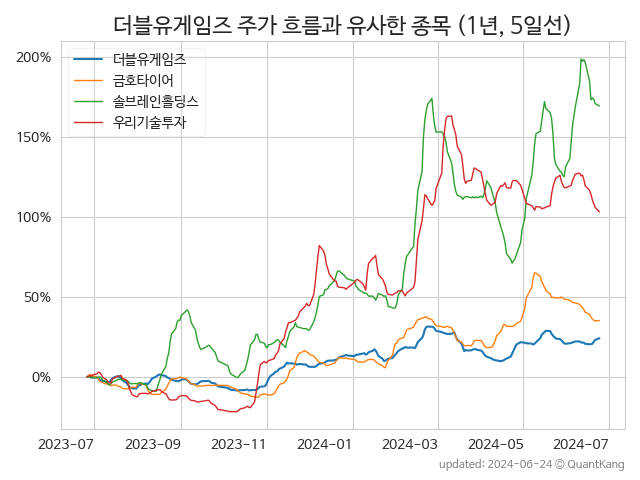 더블유게임즈 주가 흐름과 유사한 종목 (1년, 5일선)
200%
150%
100%
50%
0%
더블유게임즈
금호타이어
솔브레인홀딩스
우리기술투자
2023-07 2023-09 2023-11 2024-01 2024-03 2024-05 2024-07
updated: 2024-06-24 © QuantKang